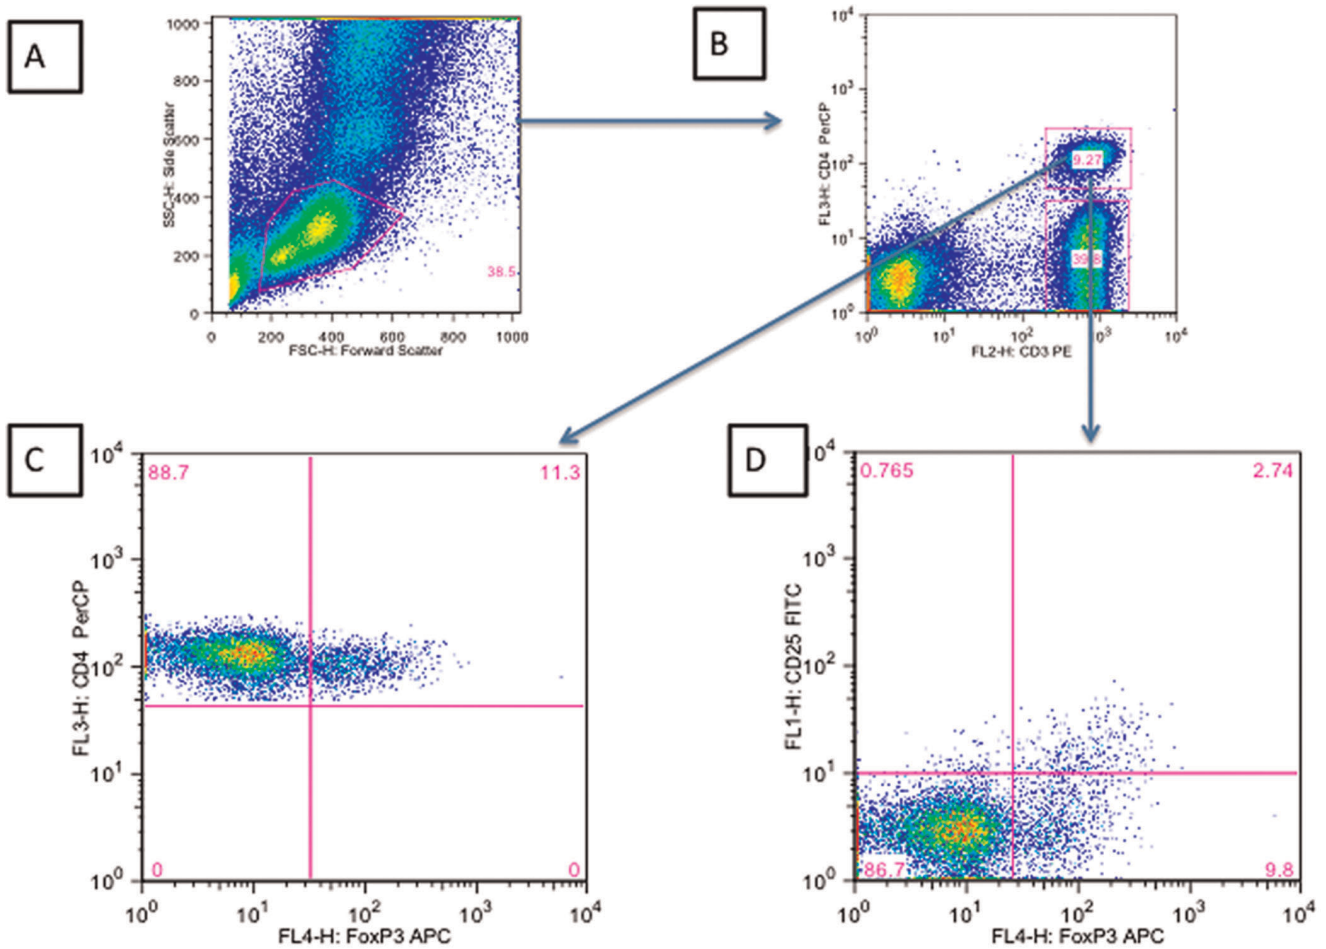 A
1000
800
600
400
200
0
SSC-H: Side Scatter
38.5
0 200 400 600 800 1000
FSC-H: Forward Scatter
B
10^4
10^3
10^2
10^1
10^0
FL3-H: CD4 PerCP
9.27
39.8
10^0 10^1 10^2 10^3 10^4
FL2-H: CD3 PE
C
10^4
10^3
10^2
10^1
10^0
FL3-H: CD4 PerCP
88.7 11.3
0 0
10^0 10^1 10^2 10^3 10^4
FL4-H: FoxP3 APC
D
10^4
10^3
10^2
10^1
10^0
FL1-H: CD25 FITC
0.765 2.74
86.7 9.8
10^0 10^1 10^2 10^3 10^4
FL4-H: FoxP3 APC